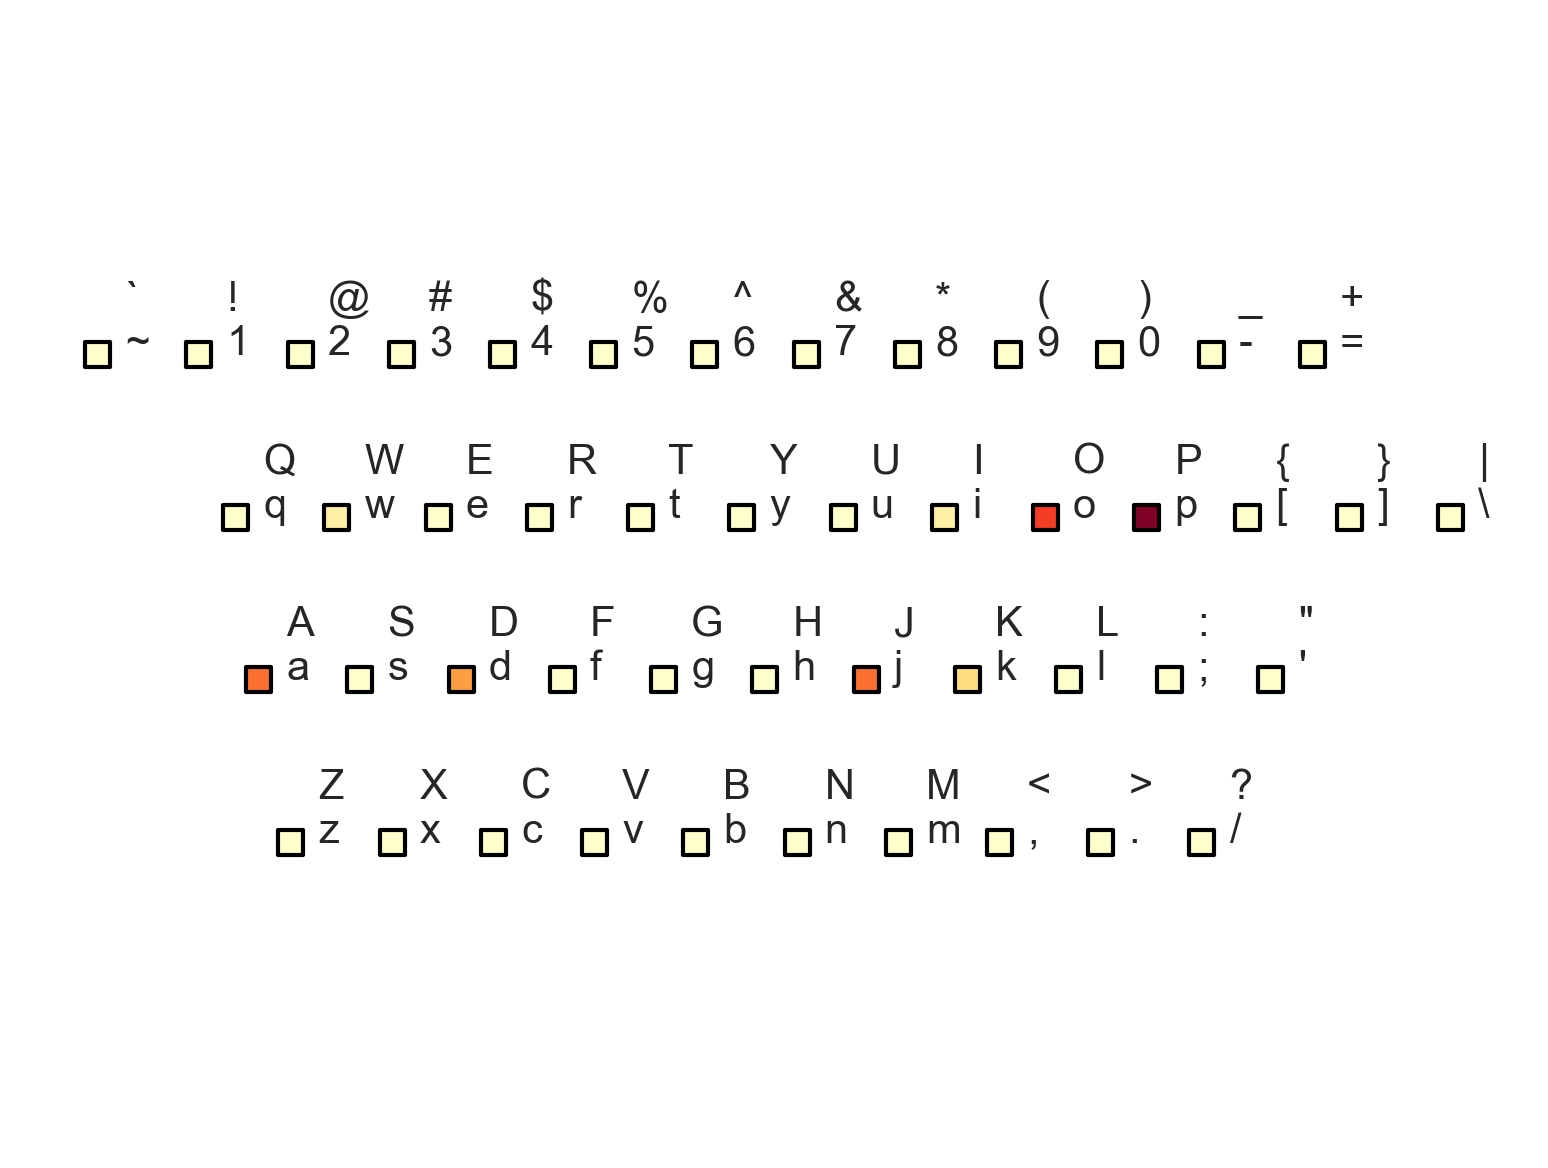 ` ! @ # $ % ^ & * ( ) _ +
~ 1 2 3 4 5 6 7 8 9 0 - =
Q W E R T Y U I O P { } |
q w e r t y u i o p [ ] \
A S D F G H J K L : "
a s d f g h j k l ; '
Z X C V B N M < > ?
z x c v b n m , . /